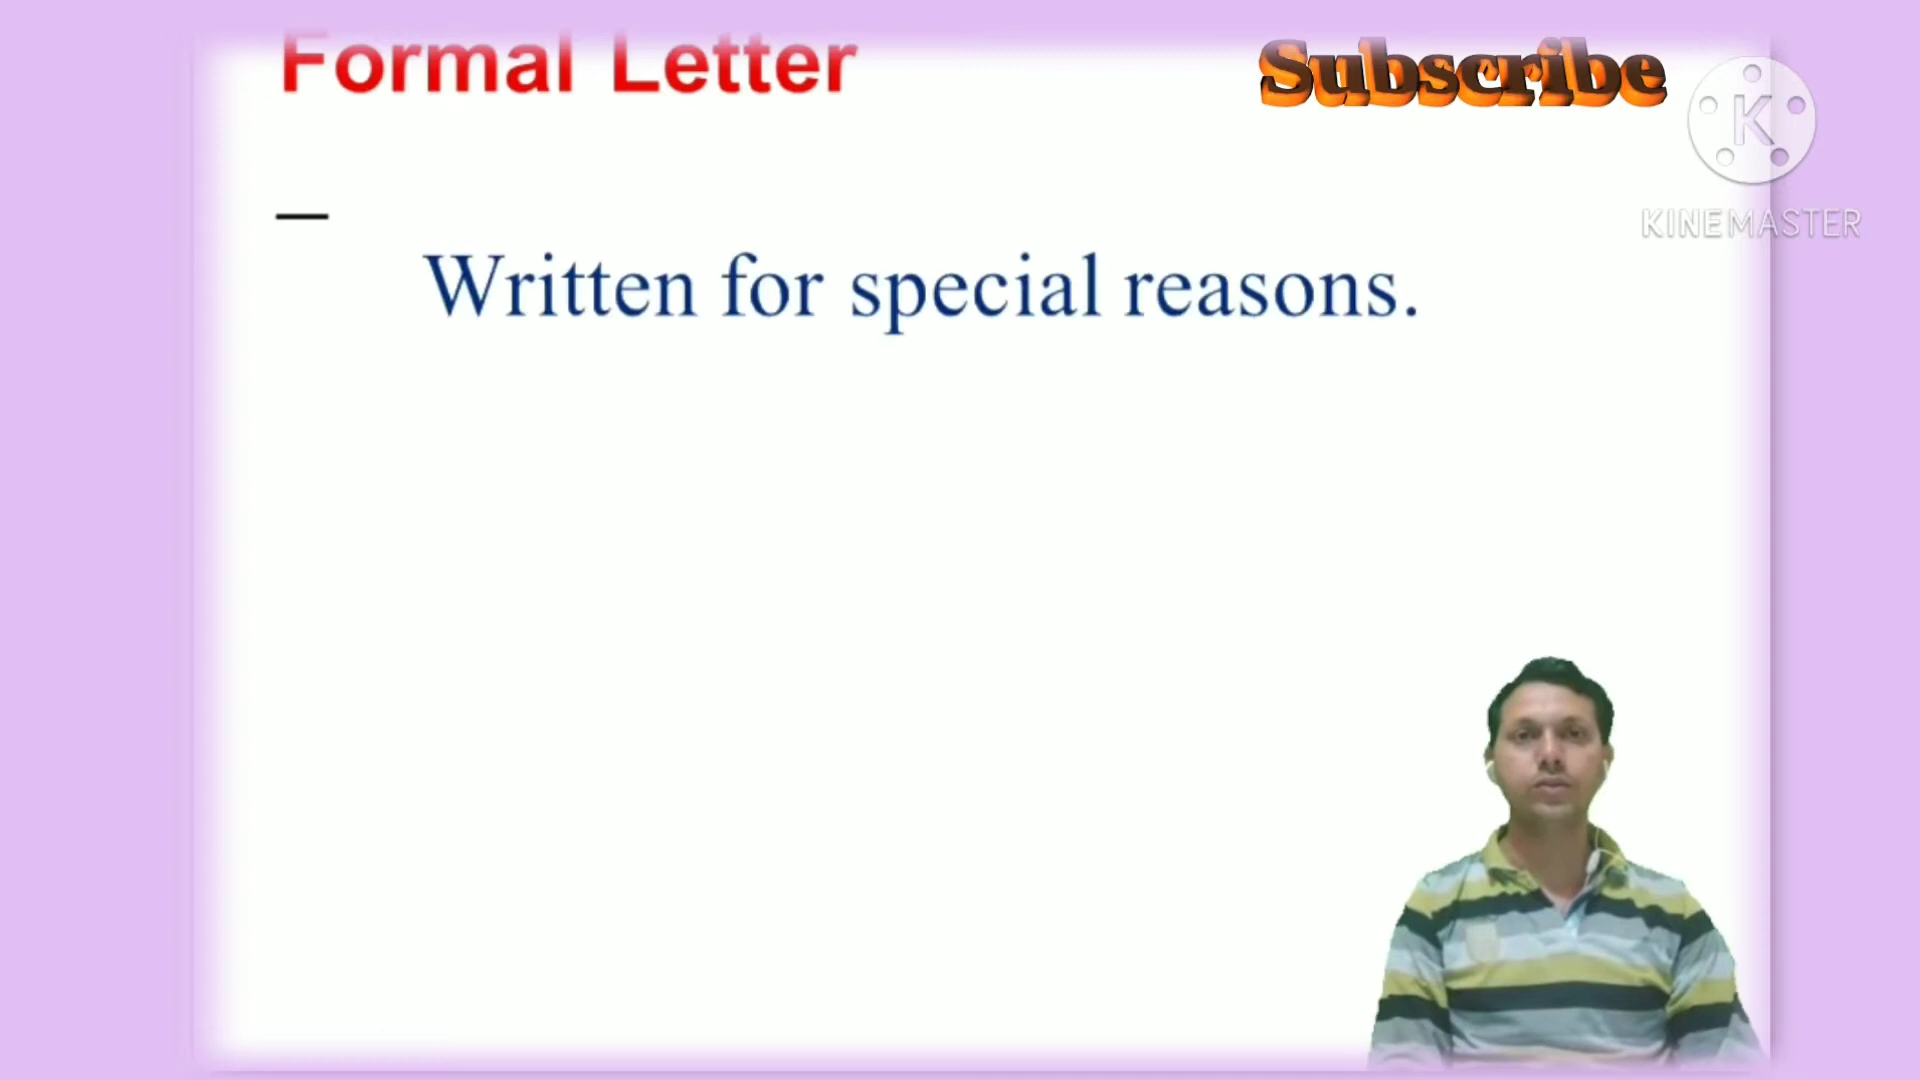 Formal Letter
Subscribe
K
KINEMASTER
Written for special reasons.